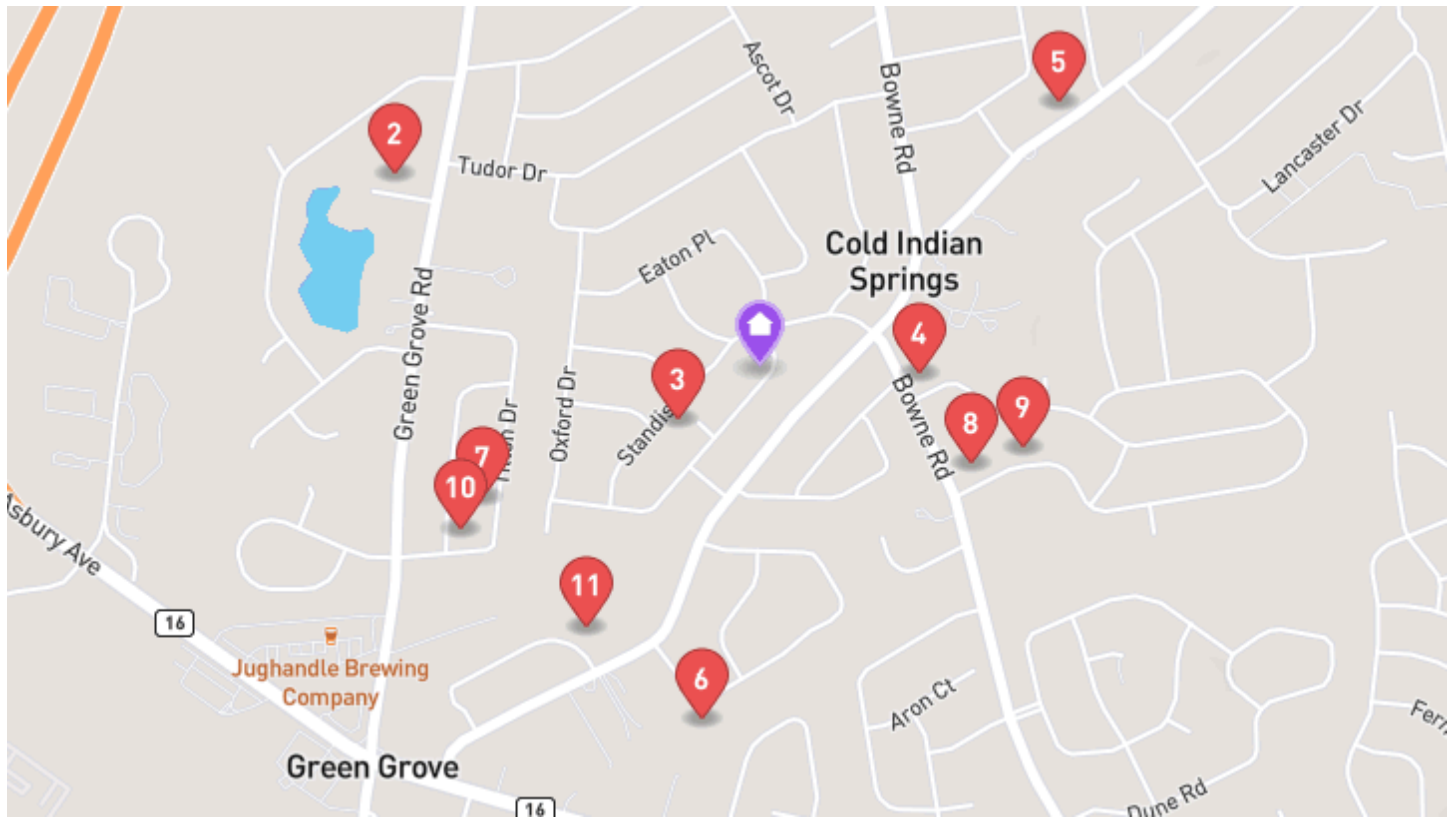 Ascot Dr
Bowne Rd
5
2
Tudor Dr
Lancaster Dr
Eaton Pl
Cold Indian
Springs
Green Grove Rd
4
3
Oxford Dr
Bowne Rd
8
9
7
10
Asbury Ave
11
16
Jughandle Brewing
Company
6
Aron Ct
Green Grove
16
Dune Rd